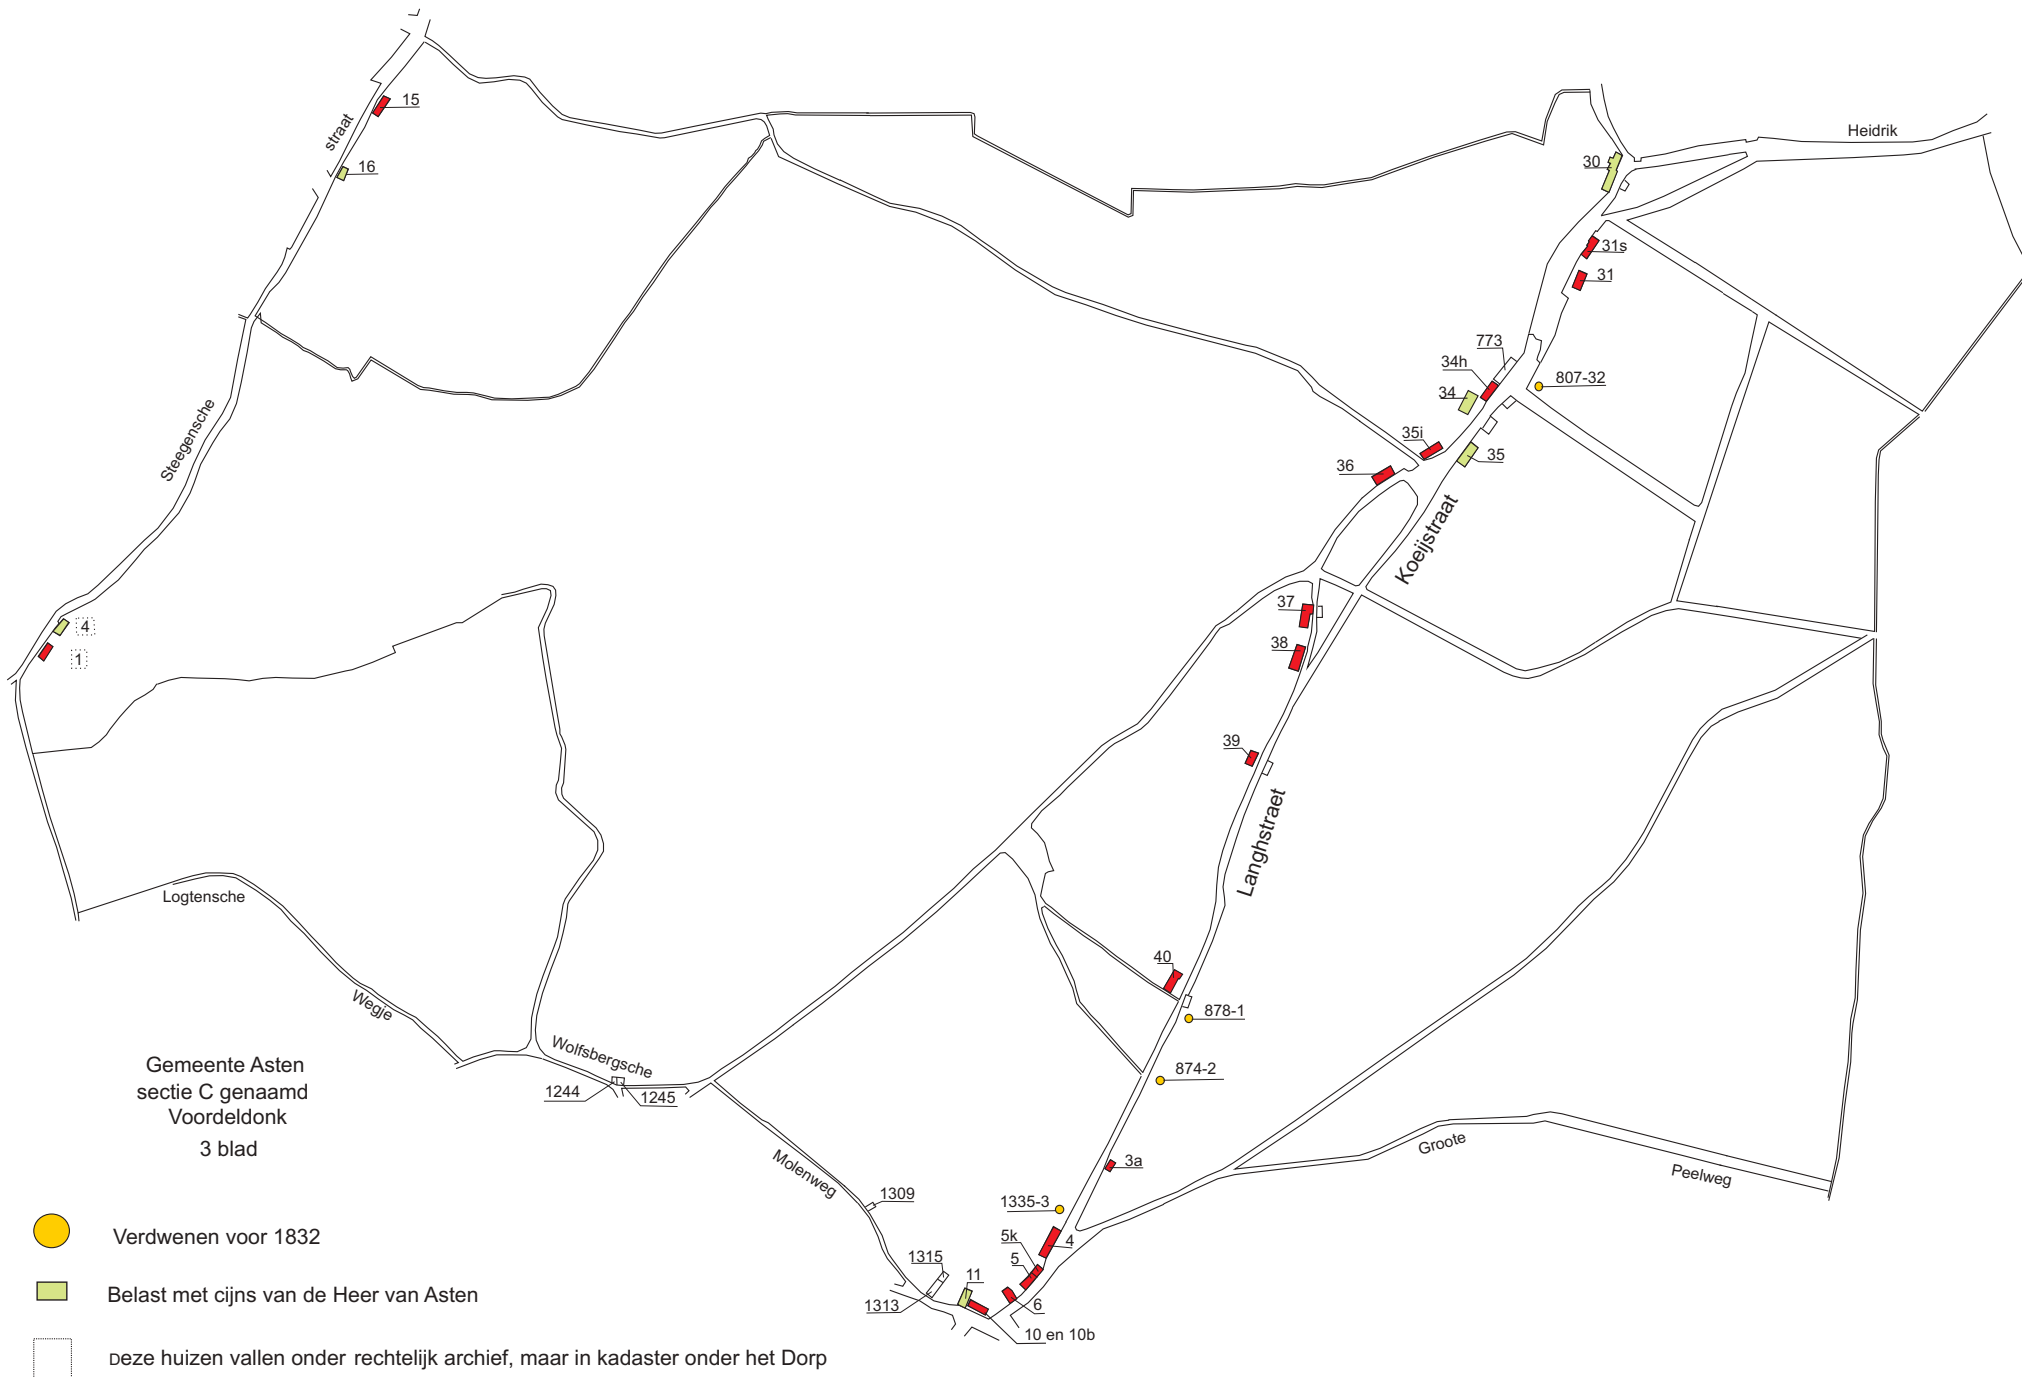 15
straat
16
Heidrik
30
31s
31
773
34h
34
807-32
35i
36
35
Koeijstraat
Steegensche
37
38
4
1
39
Langhstraet
Logtensche
Wegje
40
878-1
874-2
Wolfsbergsche
1244
1245
Gemeente Asten
sectie C genaamd
Voordeldonk
3 blad
Molenweg
Groote
Peelweg
3a
1309
1335-3
4
5k
5
1315
11
1313
6
10 en 10b
Verdwenen voor 1832
Belast met cijns van de Heer van Asten
Deze huizen vallen onder rechtelijk archief, maar in kadaster onder het Dorp